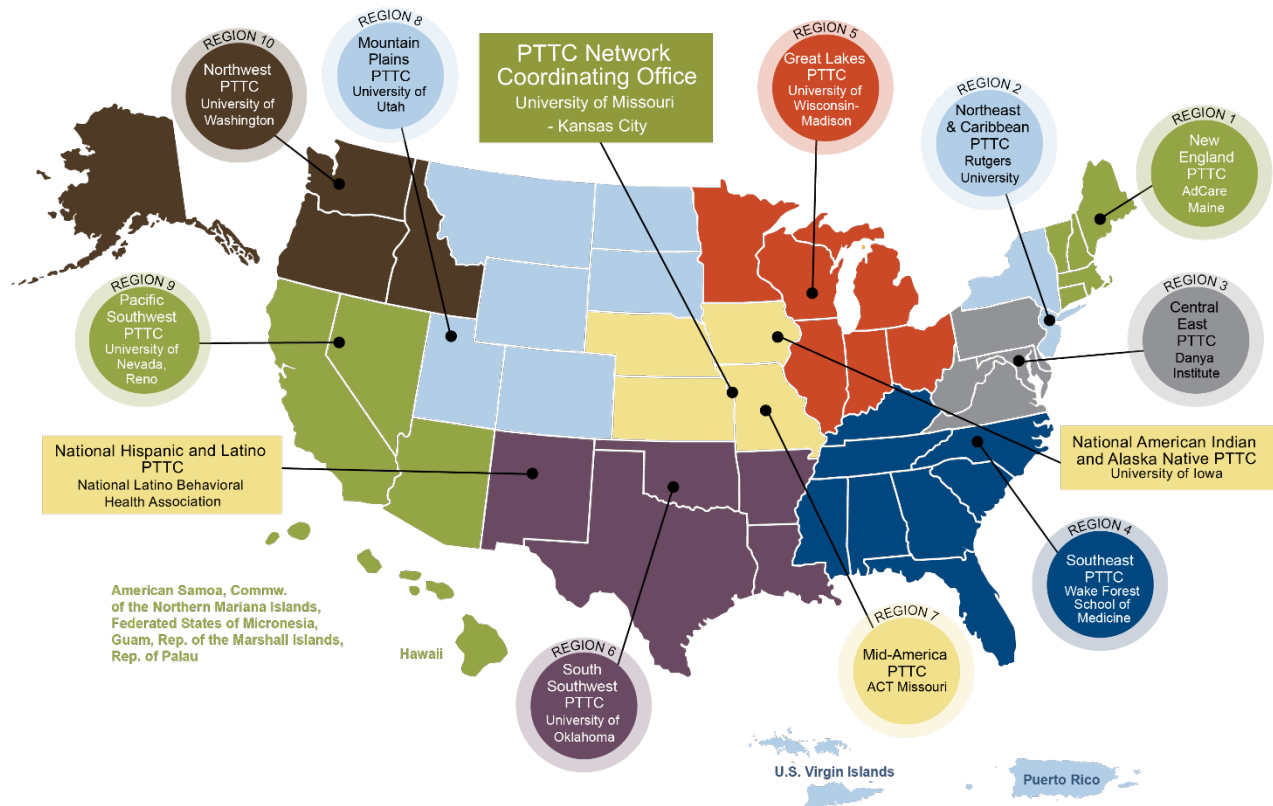 REGION 10
Northwest
PTTC
University of
Washington
REGION 8
Mountain
Plains
PTTC
University of
Utah
PTTC Network
Coordinating Office
University of Missouri
- Kansas City
REGION 5
Great Lakes
PTTC
University of
Wisconsin-
Madison
REGION 2
Northeast
& Caribbean
PTTC
Rutgers
University
REGION 1
New
England
PTTC
AdCare
Maine
REGION 9
Pacific
Southwest
PTTC
University of
Nevada,
Reno
REGION 3
Central
East
PTTC
Danya
Institute
National Hispanic and Latino
PTTC
National Latino Behavioral
Health Association
National American Indian
and Alaska Native PTTC
University of Iowa
REGION 4
Southeast
PTTC
Wake Forest
School of
Medicine
American Samoa, Commw.
of the Northern Mariana Islands,
Federated States of Micronesia,
Guam, Rep. of the Marshall Islands,
Rep. of Palau
Hawaii
REGION 6
South
Southwest
PTTC
University of
Oklahoma
REGION 7
Mid-America
PTTC
ACT Missouri
U.S. Virgin Islands
Puerto Rico